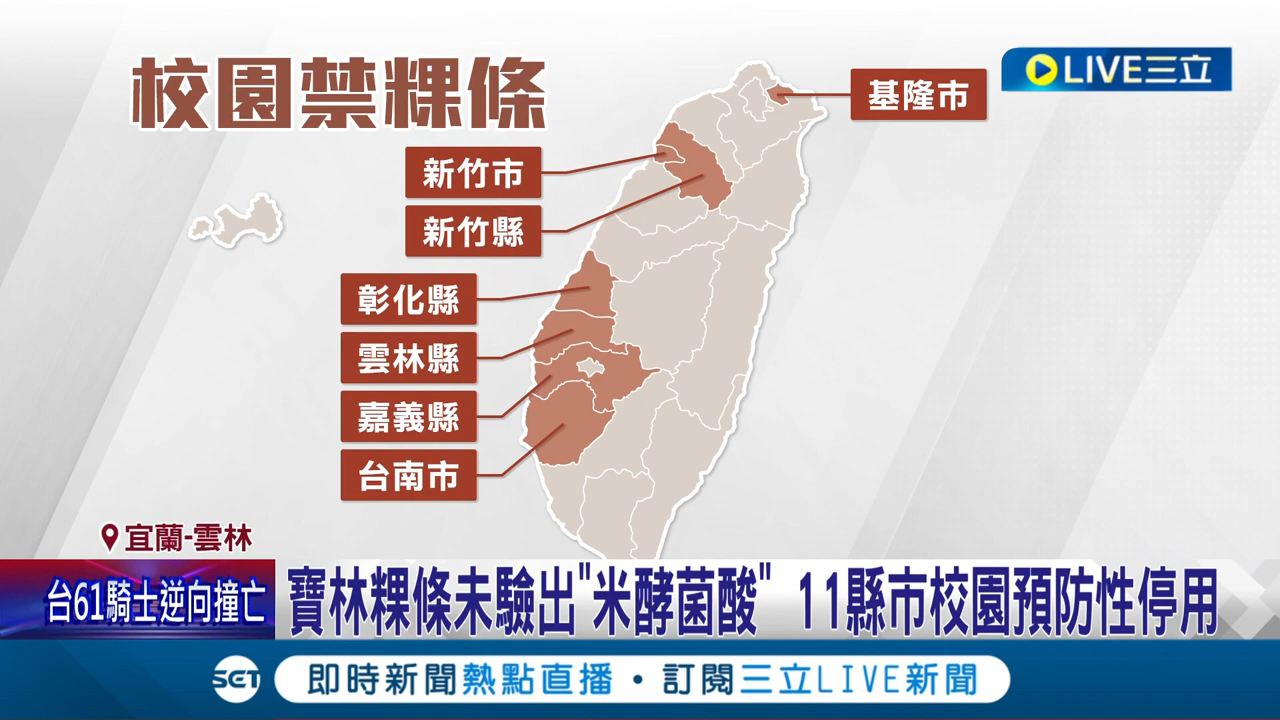 校園禁粿條
LIVE三立
基隆市
新竹市
新竹縣
彰化縣
雲林縣
嘉義縣
台南市
宜蘭-雲林
台61騎士逆向撞亡
寶林粿條未驗出"米酵菌酸" 11縣市校園預防性停用
SET
即時新聞熱點直播・訂閱三立LIVE新聞